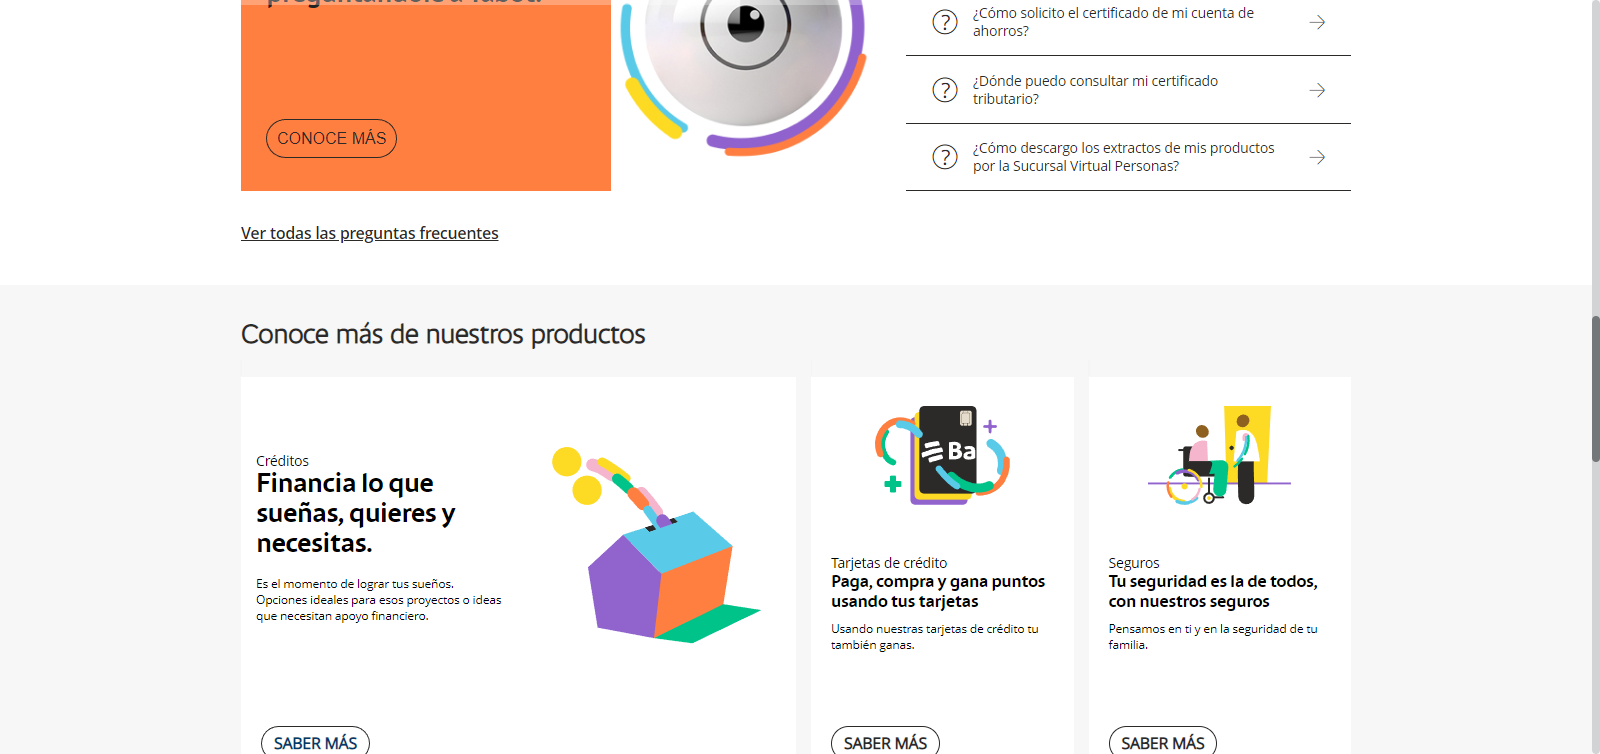 CONOCE MÁS
¿Cómo solicito el certificado de mi cuenta de
ahorros?
¿Dónde puedo consultar mi certificado
tributario?
¿Cómo descargo los extractos de mis productos
por la Sucursal Virtual Personas?
Ver todas las preguntas frecuentes
Conoce más de nuestros productos
Créditos
Financia lo que
sueñas, quieres y
necesitas.
Es el momento de lograr tus sueños.
Opciones ideales para esos proyectos o ideas
que necesitan apoyo financiero.
SABER MÁS
Ba
Tarjetas de crédito
Paga, compra y gana puntos
usando tus tarjetas
Usando nuestras tarjetas de crédito tu
también ganas.
SABER MÁS
Seguros
Tu seguridad es la de todos,
con nuestros seguros
Pensamos en ti y en la seguridad de tu
familia.
SABER MÁS